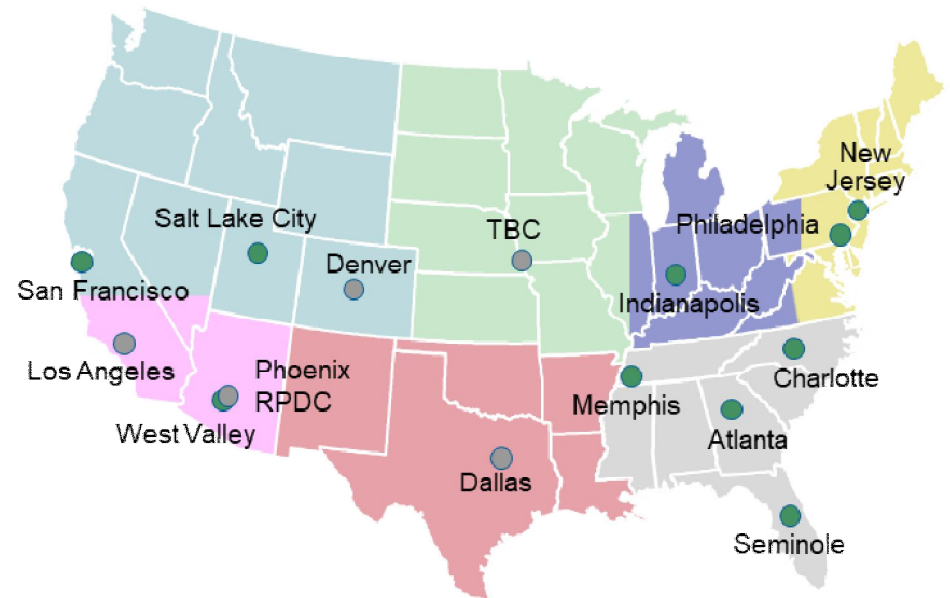 New
Jersey
Salt Lake City
TBC
Philadelphia
Denver
San Francisco
Indianapolis
Los Angeles
Phoenix
RPDC
Charlotte
Memphis
West Valley
Atlanta
Dallas
Seminole